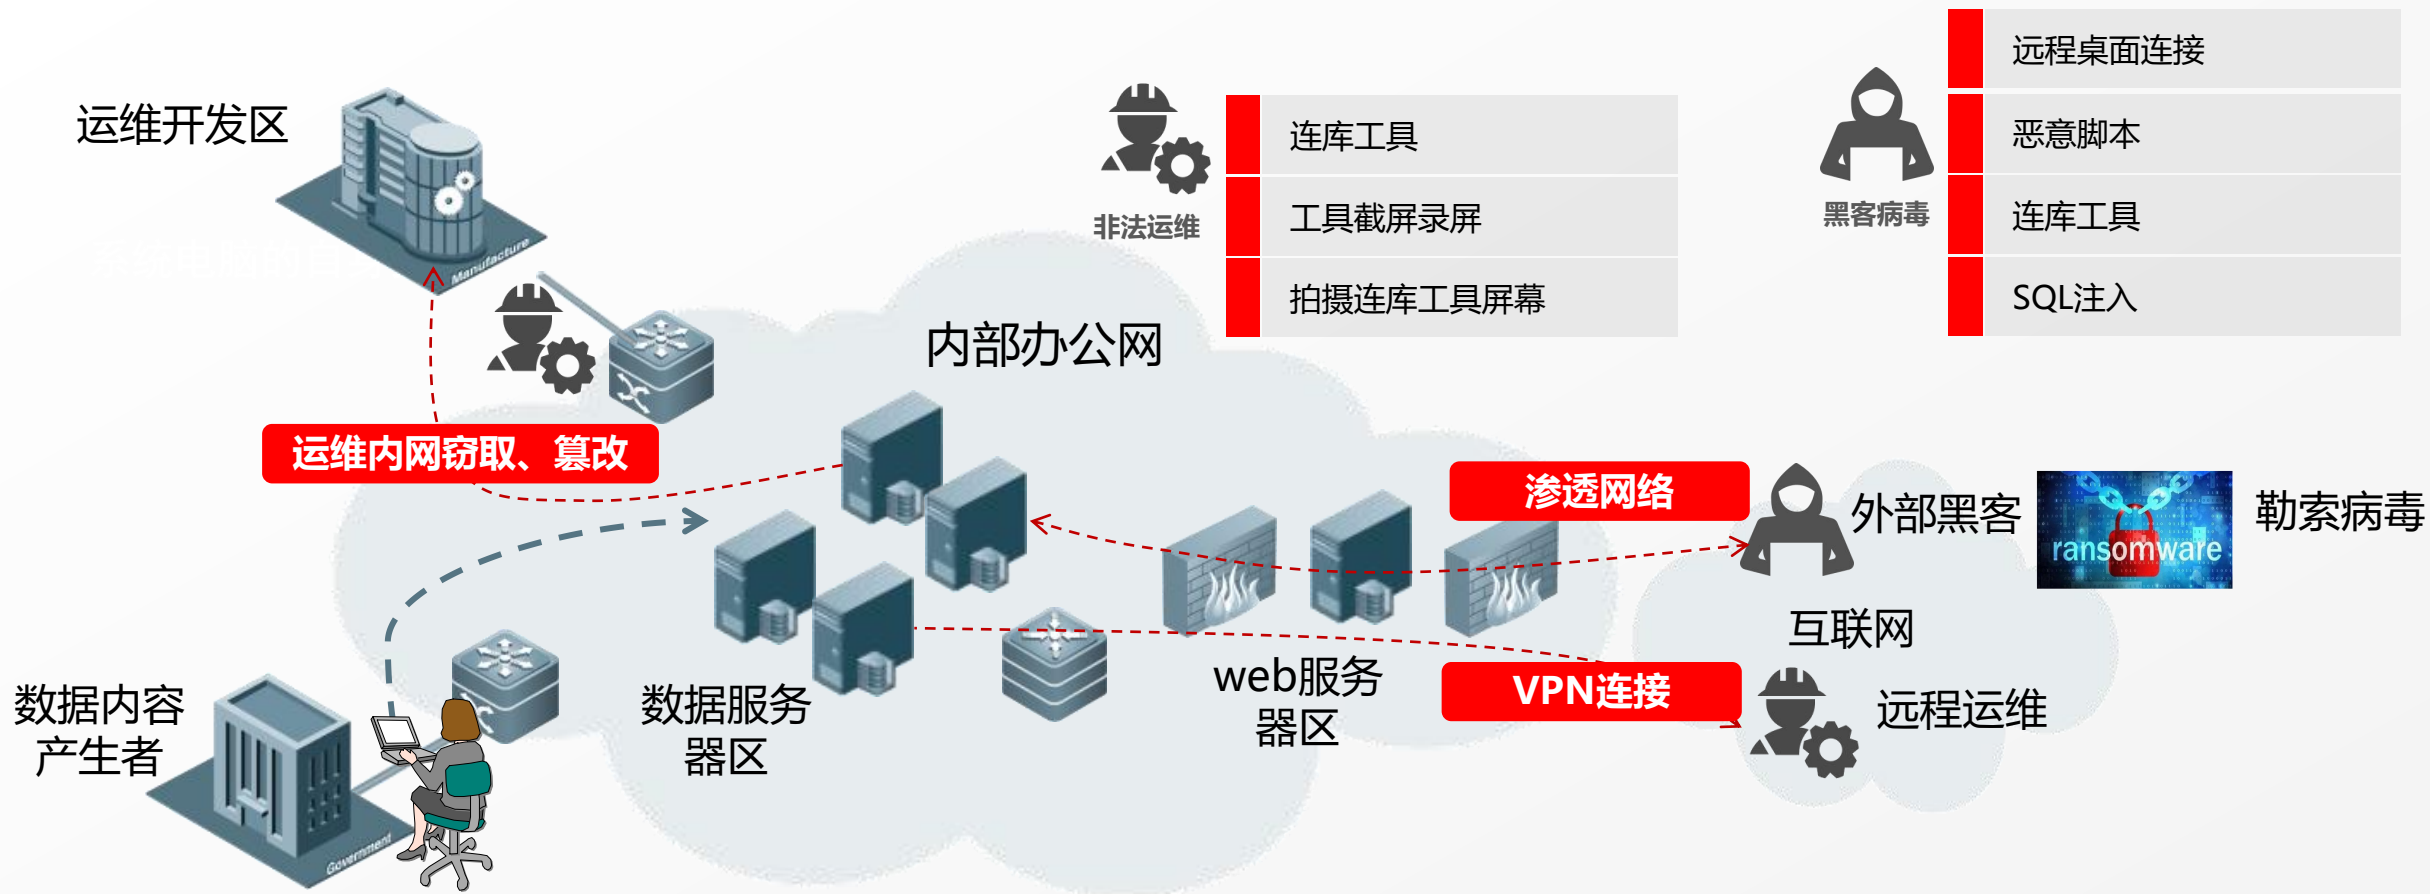 远程桌面连接
恶意脚本
连库工具
SQL注入
黑客病毒
连库工具
工具截屏录屏
拍摄连库工具屏幕
非法运维
运维开发区
Manufacture
内部办公网
运维内网窃取、篡改
渗透网络
外部黑客
ransomware
勒索病毒
互联网
VPN连接
远程运维
web服务
器区
数据服务
器区
数据内容
产生者
Government